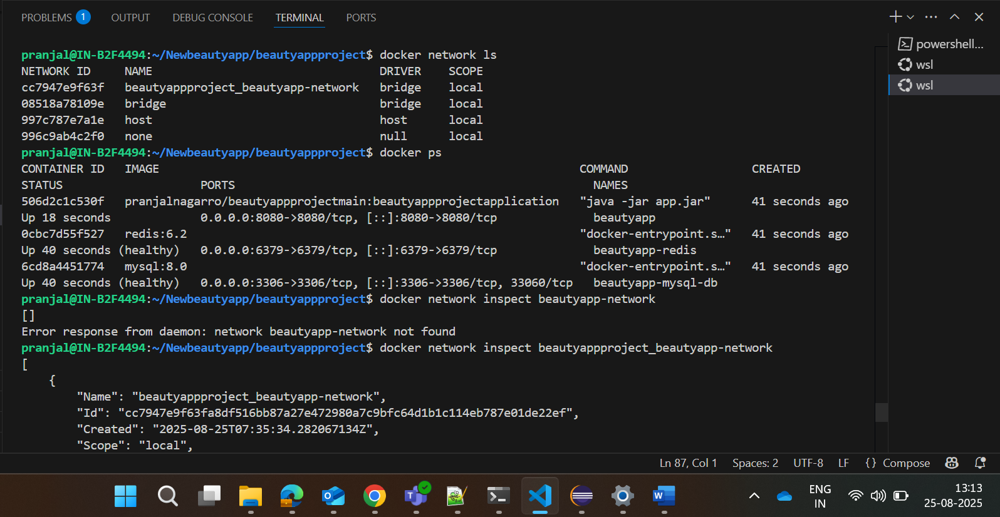 PROBLEMS 1 OUTPUT DEBUG CONSOLE TERMINAL PORTS
powershell...
wsl
wsl
pranjal@IN-B2F4494:~/Newbeautyapp/beautyappproject$ docker network ls
NETWORK ID NAME DRIVER SCOPE
cc7947e9f63f beautyappproject_beautyapp-network bridge local
08518a78109e bridge bridge local
997c787e7a1e host host local
996c9ab4c2f0 none null local
pranjal@IN-B2F4494:~/Newbeautyapp/beautyappproject$ docker ps
CONTAINER ID IMAGE COMMAND CREATED
STATUS PORTS NAMES
506d2c1c530f pranjalnagarro/beautyappprojectmain:beautyappprojectapplication "java -jar app.jar" 41 seconds ago
Up 18 seconds 0.0.0.0:8080->8080/tcp, [::]:8080->8080/tcp beautyapp
0cbc7d55f527 redis:6.2 "docker-entrypoint.s…" 41 seconds ago
Up 40 seconds (healthy) 0.0.0.0:6379->6379/tcp, [::]:6379->6379/tcp beautyapp-redis
6cd8a4451774 mysql:8.0 "docker-entrypoint.s…" 41 seconds ago
Up 40 seconds (healthy) 0.0.0.0:3306->3306/tcp, [::]:3306->3306/tcp, 33060/tcp beautyapp-mysql-db
pranjal@IN-B2F4494:~/Newbeautyapp/beautyappproject$ docker network inspect beautyapp-network
[]
Error response from daemon: network beautyapp-network not found
pranjal@IN-B2F4494:~/Newbeautyapp/beautyappproject$ docker network inspect beautyappproject_beautyapp-network
[
{
"Name": "beautyappproject_beautyapp-network",
"Id": "cc7947e9f63fa8df516bb87a27e472980a7c9bfc64d1b1c114eb787e01de22ef",
"Created": "2025-08-25T07:35:34.282067134Z",
"Scope": "local",
Ln 87, Col 1 Spaces: 2 UTF-8 LF {} Compose
ENG
IN
13:13
25-08-2025